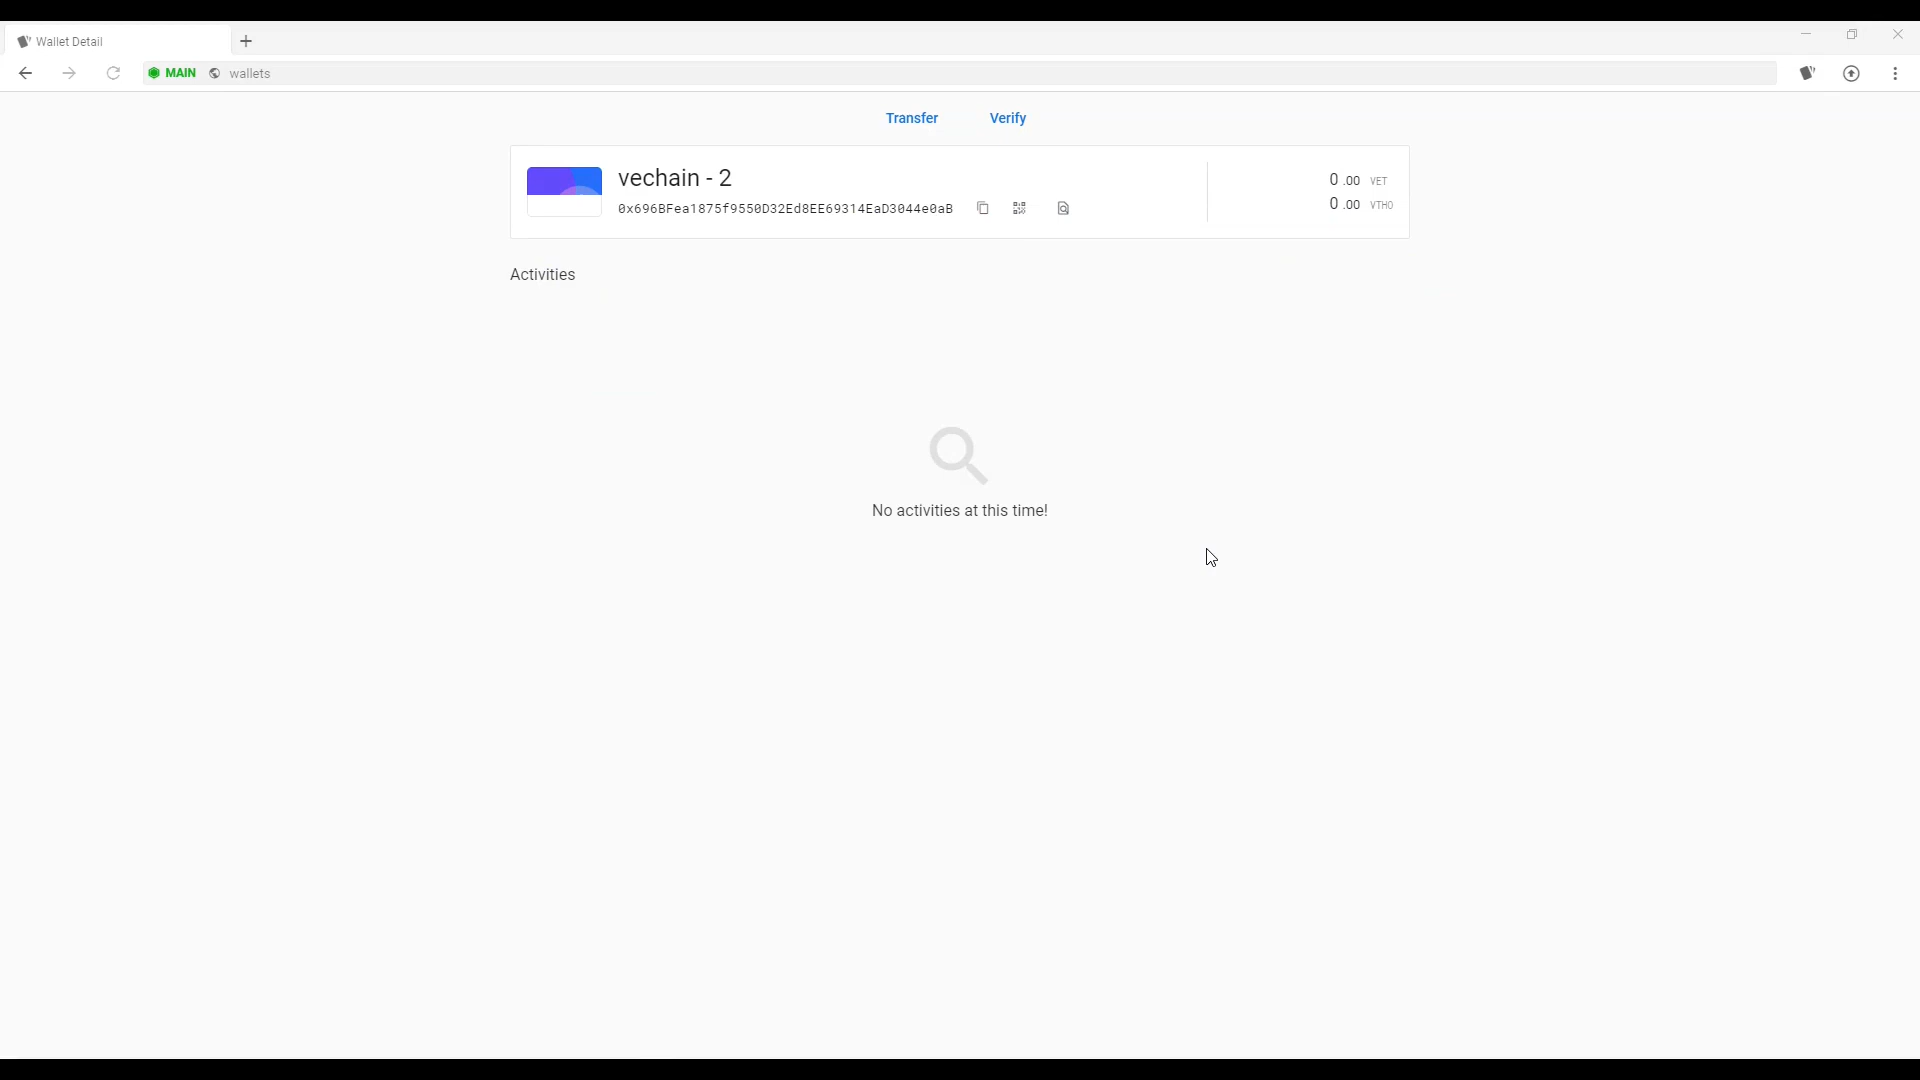 Wallet Detail
MAIN wallets
Transfer Verify
vechain - 2
0x696BFea1875f9550D32Ed8EE69314EaD3044e0aB
0 .00 VET
0 .00 VTHO
Activities
No activities at this time!